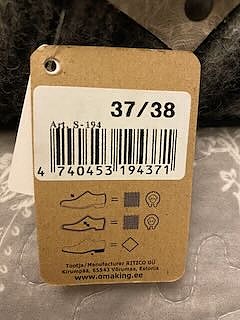 37/38
Art. S-194
4 740453 194371
Tootja/Manufacturer RITICO OÜ
Kirumpää, 65543 Võrumaa, Estonia
www.omaking.ee